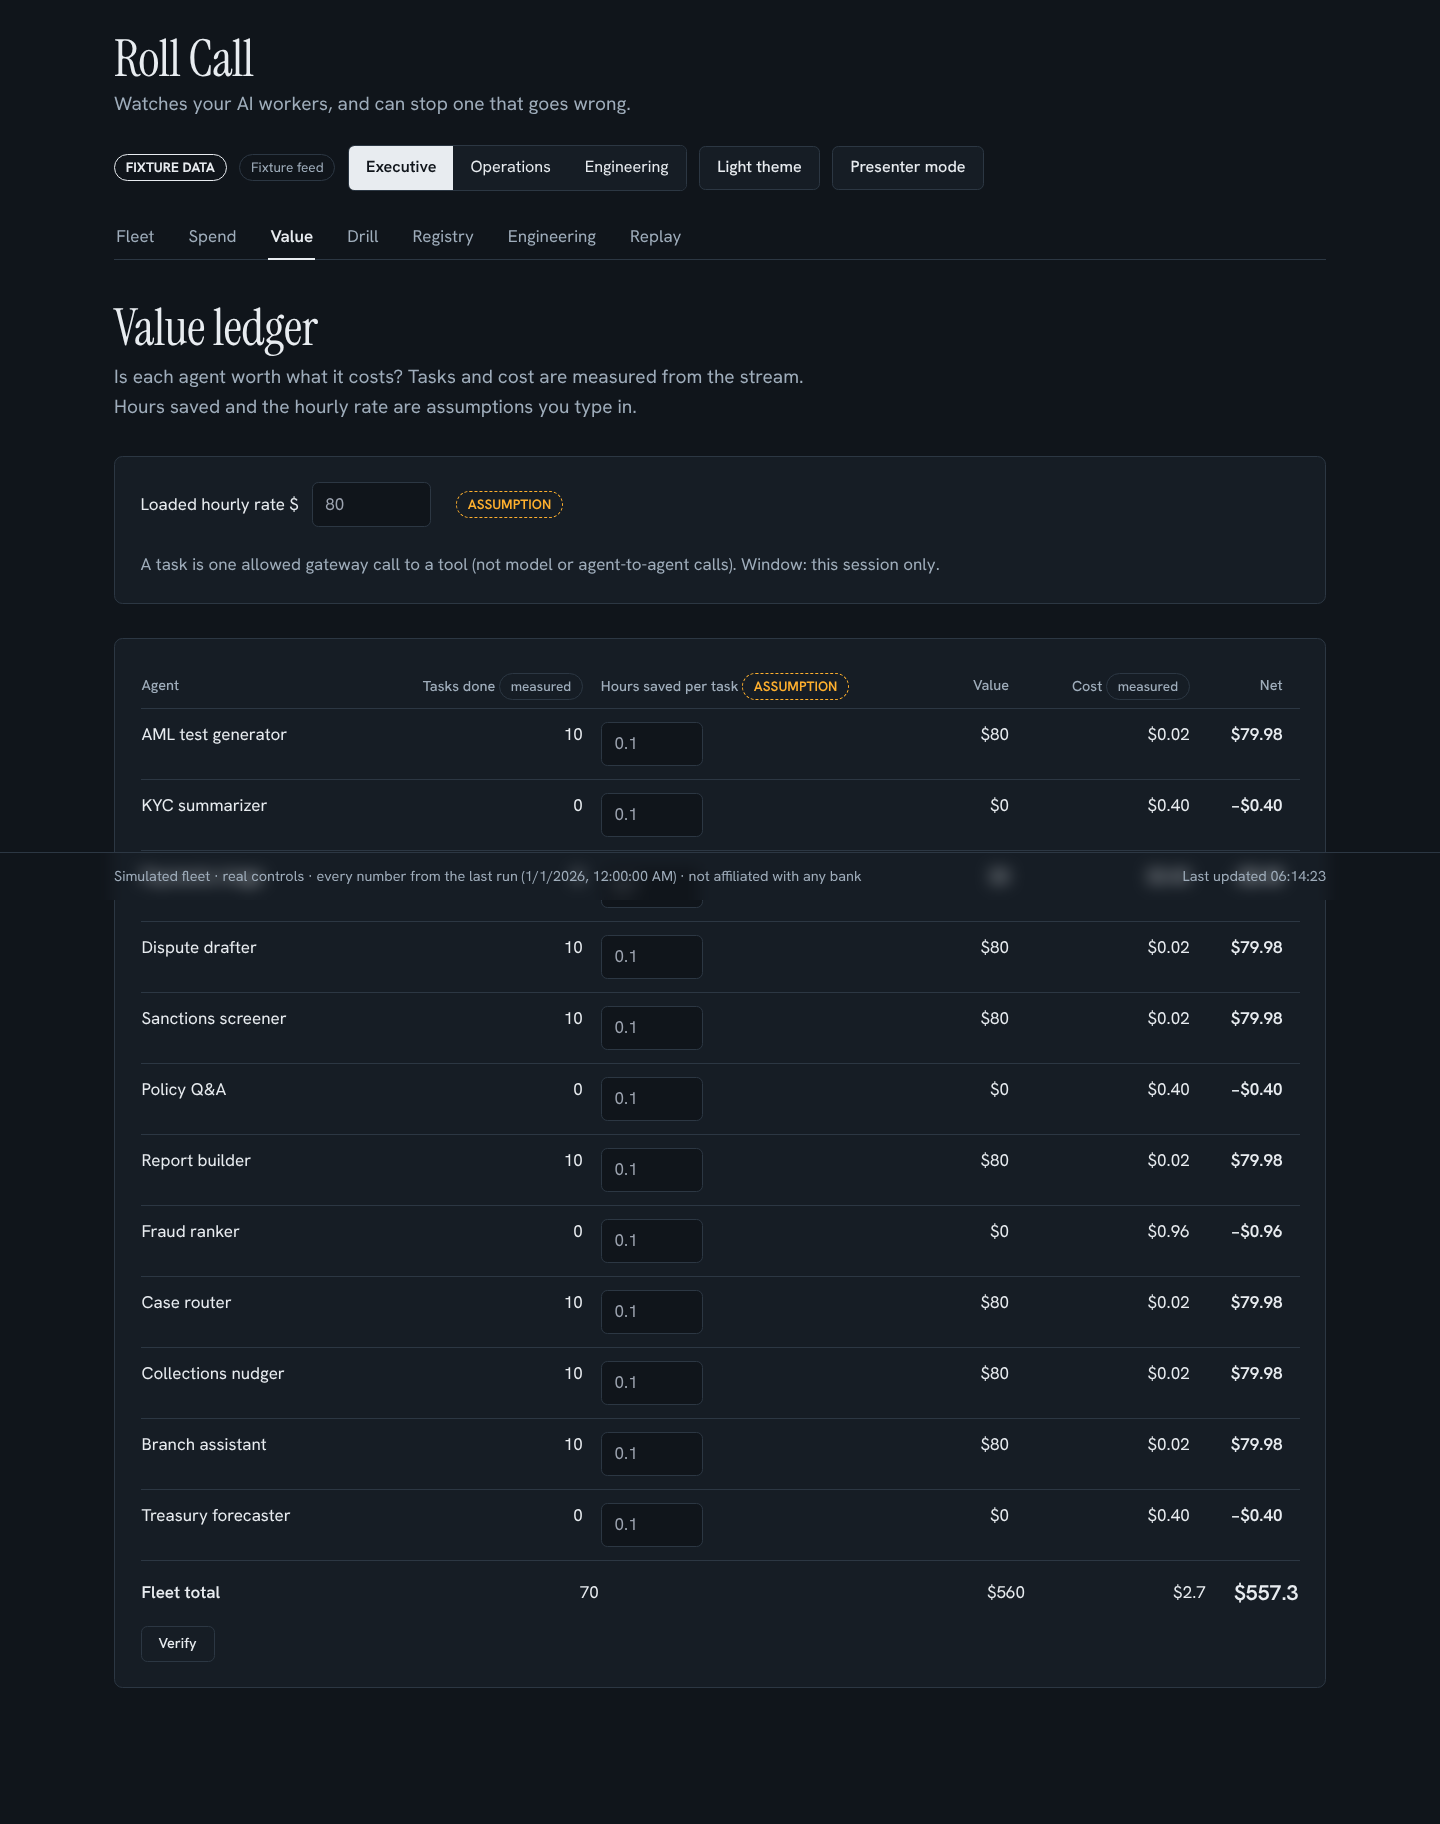 Roll Call
Watches your AI workers, and can stop one that goes wrong.
FIXTURE DATA Fixture feed Executive Operations Engineering Light theme Presenter mode
Fleet Spend Value Drill Registry Engineering Replay
Value ledger
Is each agent worth what it costs? Tasks and cost are measured from the stream.
Hours saved and the hourly rate are assumptions you type in.
Loaded hourly rate $ 80 ASSUMPTION
A task is one allowed gateway call to a tool (not model or agent-to-agent calls). Window: this session only.
Agent Tasks done measured Hours saved per task ASSUMPTION Value Cost measured Net
AML test generator 10 0.1 $80 $0.02 $79.98
KYC summarizer 0 0.1 $0 $0.40 −$0.40
Simulated fleet · real controls · every number from the last run (1/1/2026, 12:00:00 AM) · not affiliated with any bank Last updated 06:14:23
Dispute drafter 10 0.1 $80 $0.02 $79.98
Sanctions screener 10 0.1 $80 $0.02 $79.98
Policy Q&A 0 0.1 $0 $0.40 −$0.40
Report builder 10 0.1 $80 $0.02 $79.98
Fraud ranker 0 0.1 $0 $0.96 −$0.96
Case router 10 0.1 $80 $0.02 $79.98
Collections nudger 10 0.1 $80 $0.02 $79.98
Branch assistant 10 0.1 $80 $0.02 $79.98
Treasury forecaster 0 0.1 $0 $0.40 −$0.40
Fleet total 70 $560 $2.7 $557.3
Verify